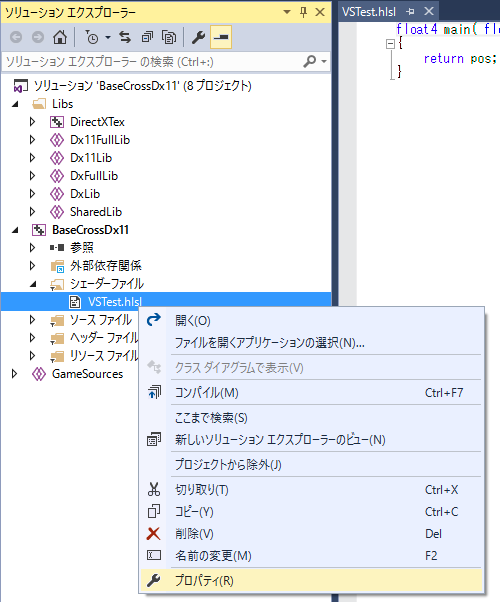 ソリューション エクスプローラー
ソリューション エクスプローラー の検索 (Ctrl+:)
ソリューション 'BaseCrossDx11' (8 プロジェクト)
Libs
DirectXTex
Dx11FullLib
Dx11Lib
DxFullLib
DxLib
SharedLib
BaseCrossDx11
参照
外部依存関係
シェーダーファイル
VSTest.hlsl
ソース ファイル
ヘッダー ファイル
リソース ファイル
GameSources
開く(O)
ファイルを開くアプリケーションの選択(N)...
クラス ダイアグラムで表示(V)
コンパイル(M) Ctrl+F7
ここまで検索(S)
新しいソリューション エクスプローラーのビュー(N)
プロジェクトから除外(J)
切り取り(T) Ctrl+X
コピー(Y) Ctrl+C
削除(V) Del
名前の変更(M) F2
プロパティ(R)
VSTest.hlsl
float4 main( flo
{
return pos;
}